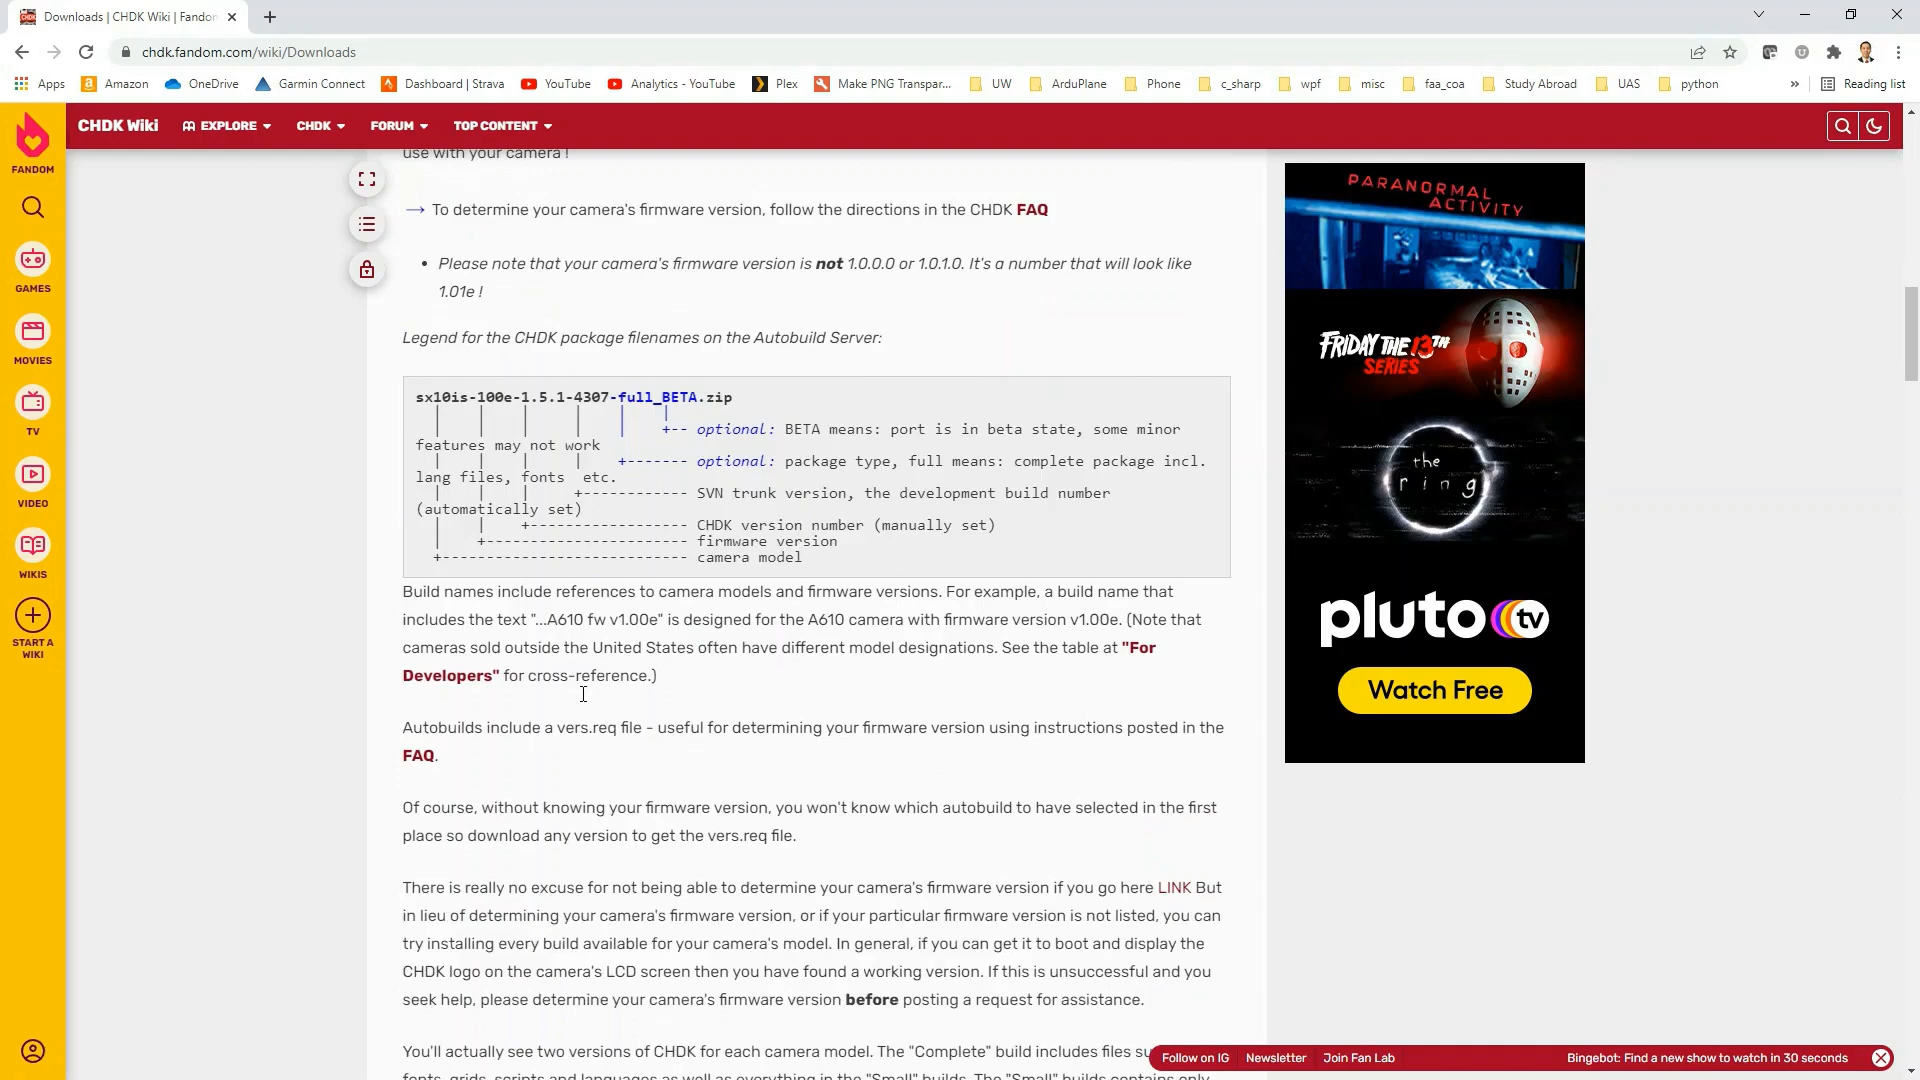 Downloads | CHDK Wiki | Fandom
chdk.fandom.com/wiki/Downloads
Apps Amazon OneDrive Garmin Connect Dashboard | Strava YouTube Analytics - YouTube Plex Make PNG Transpar... UW ArduPlane Phone c_sharp wpf misc faa_coa Study Abroad UAS python » Reading list
CHDK Wiki EXPLORE CHDK FORUM TOP CONTENT
FANDOM
GAMES
MOVIES
TV
VIDEO
WIKIS
START A
WIKI
use with your camera !
→ To determine your camera's firmware version, follow the directions in the CHDK FAQ
• Please note that your camera's firmware version is not 1.0.0.0 or 1.0.1.0. It's a number that will look like
1.01e !
Legend for the CHDK package filenames on the Autobuild Server:
sx10is-100e-1.5.1-4307-full_BETA.zip
| | | | | |
| | | | | +-- optional: BETA means: port is in beta state, some minor
features may not work
| | | | +------- optional: package type, full means: complete package incl.
lang files, fonts  etc.
| | | +------------ SVN trunk version, the development build number
(automatically set)
| | +------------------ CHDK version number (manually set)
| +----------------------- firmware version
+---------------------------- camera model
Build names include references to camera models and firmware versions. For example, a build name that
includes the text "...A610 fw v1.00e" is designed for the A610 camera with firmware version v1.00e. (Note that
cameras sold outside the United States often have different model designations. See the table at "For
Developers" for cross-reference.)
Autobuilds include a vers.req file - useful for determining your firmware version using instructions posted in the
FAQ.
Of course, without knowing your firmware version, you won't know which autobuild to have selected in the first
place so download any version to get the vers.req file.
There is really no excuse for not being able to determine your camera's firmware version if you go here LINK But
in lieu of determining your camera's firmware version, or if your particular firmware version is not listed, you can
try installing every build available for your camera's model. In general, if you can get it to boot and display the
CHDK logo on the camera's LCD screen then you have found a working version. If this is unsuccessful and you
seek help, please determine your camera's firmware version before posting a request for assistance.
You'll actually see two versions of CHDK for each camera model. The "Complete" build includes files su
fonts, grids, scripts and languages as well as everything in the "Small" builds. The "Small" builds contains only
PARANORMAL
ACTIVITY
FRIDAY THE 13TH
SERIES
the
ring
pluto tv
Watch Free
Follow on IG Newsletter Join Fan Lab Bingebot: Find a new show to watch in 30 seconds